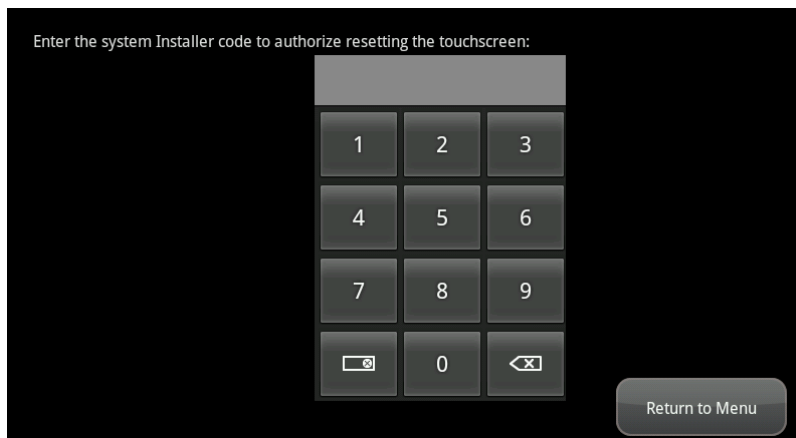 Enter the system Installer code to authorize resetting the touchscreen:
1 2 3
4 5 6
7 8 9
0
Return to Menu